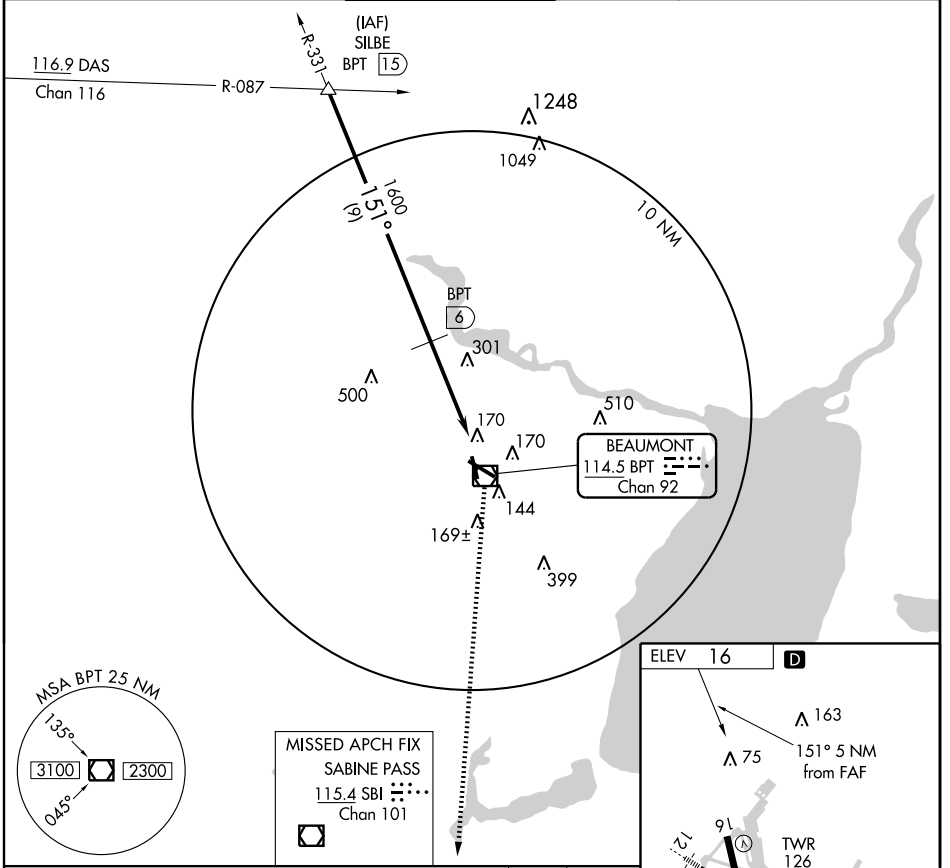 (IAF)
SILBE
BPT 15
R-331
116.9 DAS
Chan 116
R-087
1248
1049
1600
151°
(9)
10 NM
BPT
6
301
500
510
170
170
BEAUMONT
114.5 BPT
Chan 92
144
169±
399
MSA BPT 25 NM
135°
3100
2300
045°
MISSED APCH FIX
SABINE PASS
115.4 SBI
Chan 101
ELEV 16
D
163
151° 5 NM
from FAF
75
16
V
12
TWR
126